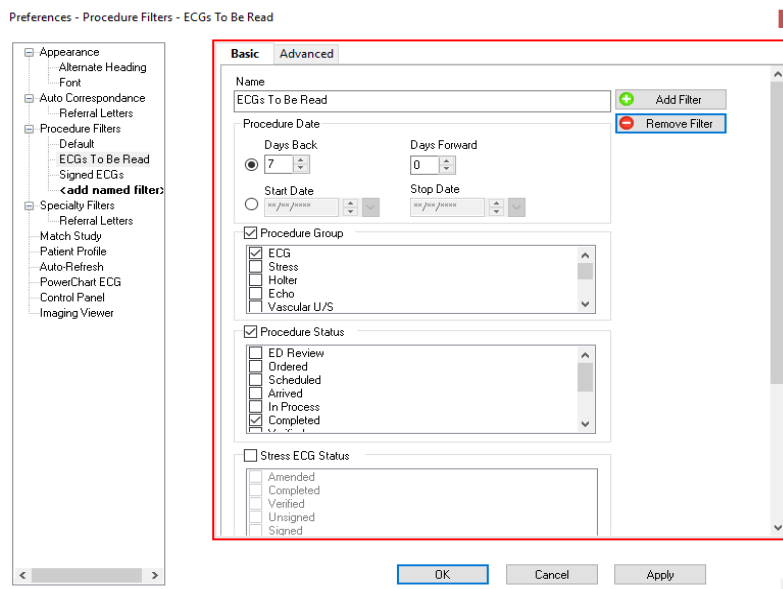 Preferences - Procedure Filters - ECGs To Be Read
Appearance
Alternate Heading
Font
Auto Correspondance
Referral Letters
Procedure Filters
Default
ECGs To Be Read
Signed ECGs
<add named filter>
Specialty Filters
Referral Letters
Match Study
Patient Profile
Auto-Refresh
PowerChart ECG
Control Panel
Imaging Viewer
Basic Advanced
Name
ECGs To Be Read
Add Filter
Remove Filter
Procedure Date
Days Back Days Forward
7 0
Start Date Stop Date
**/**/**** **/**/****
Procedure Group
ECG
Stress
Holter
Echo
Vascular U/S
Procedure Status
ED Review
Ordered
Scheduled
Arrived
In Process
Completed
Verified
Stress ECG Status
Amended
Completed
Verified
Unsigned
Signed
OK Cancel Apply